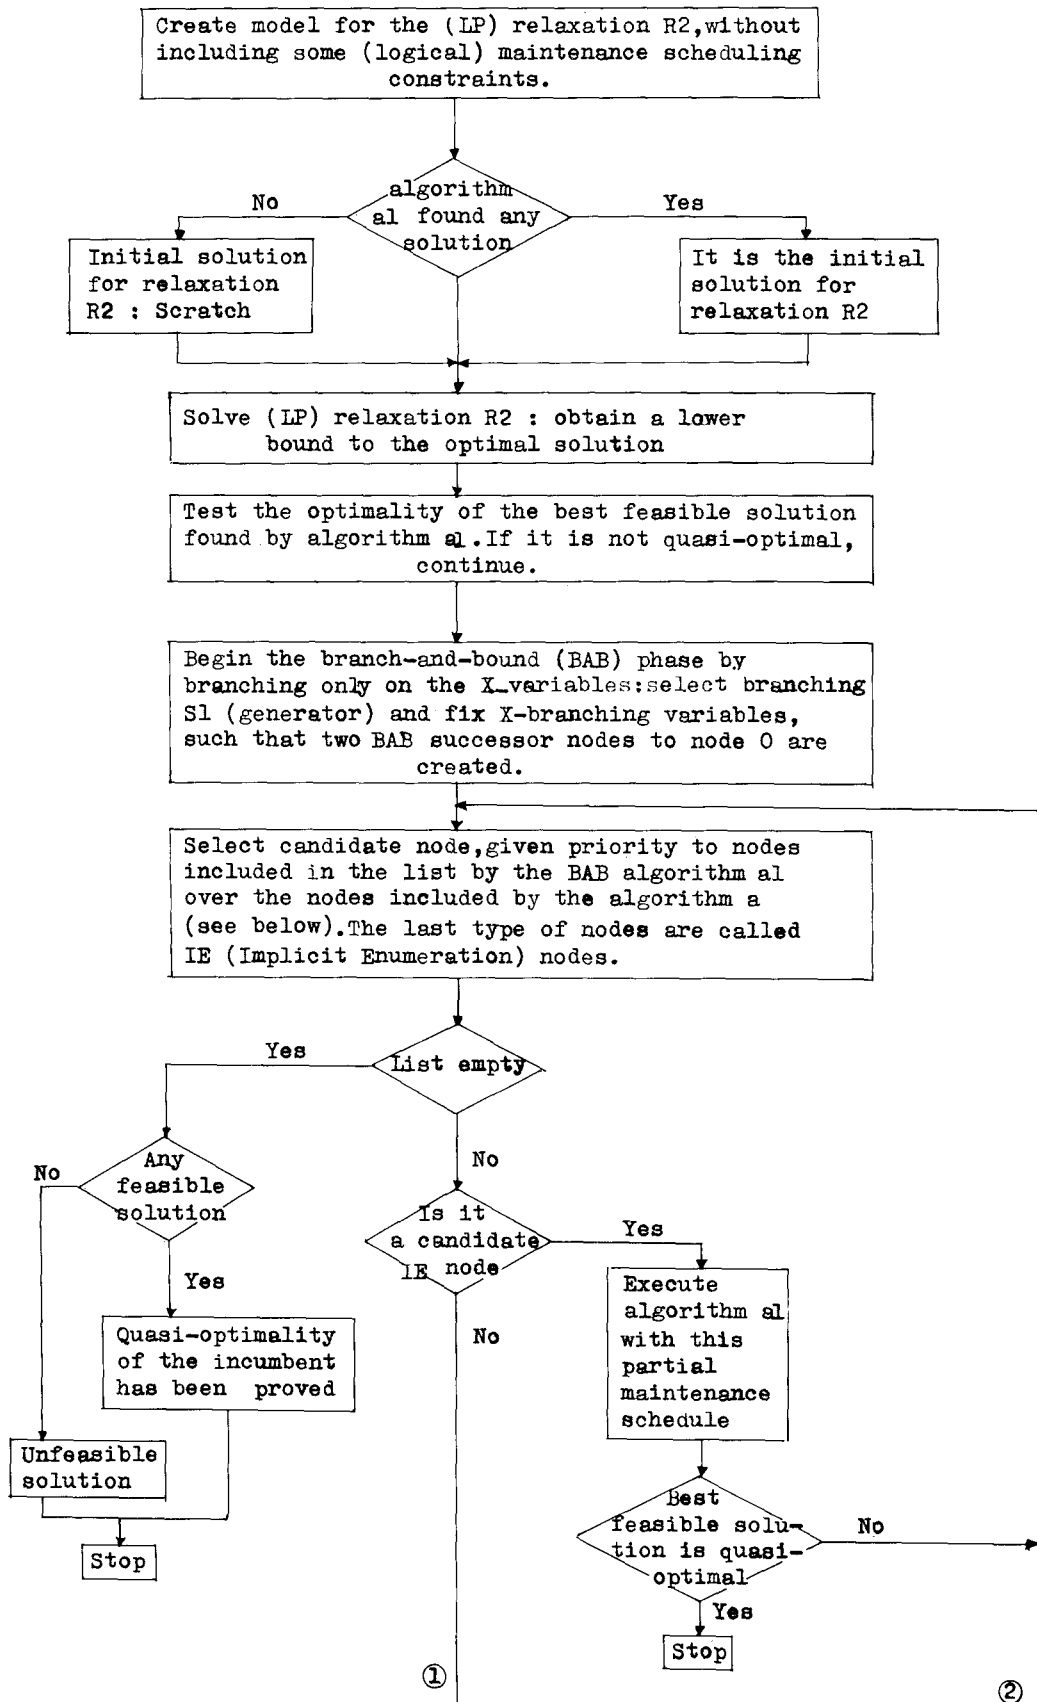 Create model for the (LP) relaxation R2,without
including some (logical) maintenance scheduling
constraints.
algorithm
al found any
solution
No
Yes
Initial solution
for relaxation
R2 : Scratch
It is the initial
solution for
relaxation R2
Solve (LP) relaxation R2 : obtain a lower
bound to the optimal solution
Test the optimality of the best feasible solution
found by algorithm al.If it is not quasi-optimal,
continue.
Begin the branch-and-bound (BAB) phase by
branching only on the X_variables:select branching
S1 (generator) and fix X-branching variables,
such that two BAB successor nodes to node 0 are
created.
Select candidate node,given priority to nodes
included in the list by the BAB algorithm al
over the nodes included by the algorithm a
(see below).The last type of nodes are called
IE (Implicit Enumeration) nodes.
Yes
List empty
No
No
Any
feasible
solution
Yes
Is it
a candidate
IE node
Yes
No
Execute
algorithm al
with this
partial
maintenance
schedule
Quasi-optimality
of the incumbent
has been proved
Unfeasible
solution
Stop
Best
feasible solu-
tion is quasi-
optimal
No
Yes
Stop
1
2